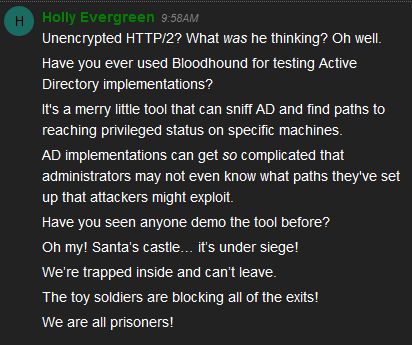 H
Holly Evergreen 9:58AM
Unencrypted HTTP/2? What was he thinking? Oh well.
Have you ever used Bloodhound for testing Active
Directory implementations?
It's a merry little tool that can sniff AD and find paths to
reaching privileged status on specific machines.
AD implementations can get so complicated that
administrators may not even know what paths they've set
up that attackers might exploit.
Have you seen anyone demo the tool before?
Oh my! Santa’s castle… it’s under siege!
We’re trapped inside and can’t leave.
The toy soldiers are blocking all of the exits!
We are all prisoners!